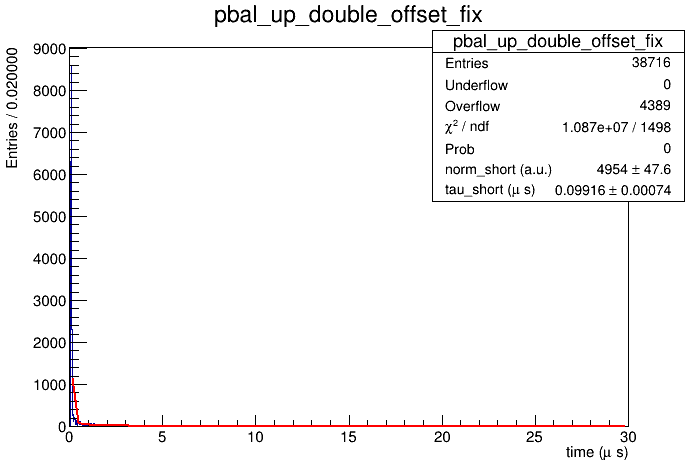 pbal_up_double_offset_fix
pbal_up_double_offset_fix
Entries 38716
Underflow 0
Overflow 4389
χ² / ndf 1.087e+07 / 1498
Prob 0
norm_short (a.u.) 4954 ± 47.6
tau_short (μ s) 0.09916 ± 0.00074
Entries / 0.020000
9000
8000
7000
6000
5000
4000
3000
2000
1000
0
0 5 10 15 20 25 30
time (μ s)